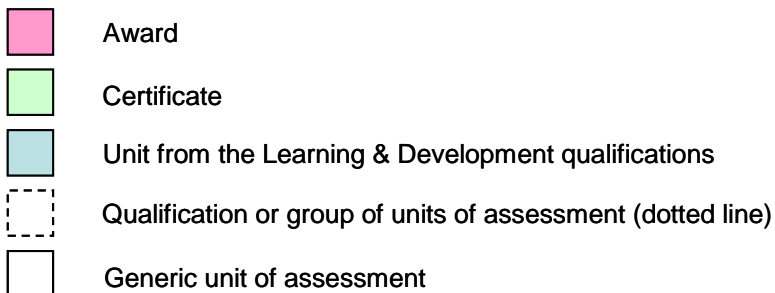 Award
Certificate
Unit from the Learning & Development qualifications
Qualification or group of units of assessment (dotted line)
Generic unit of assessment